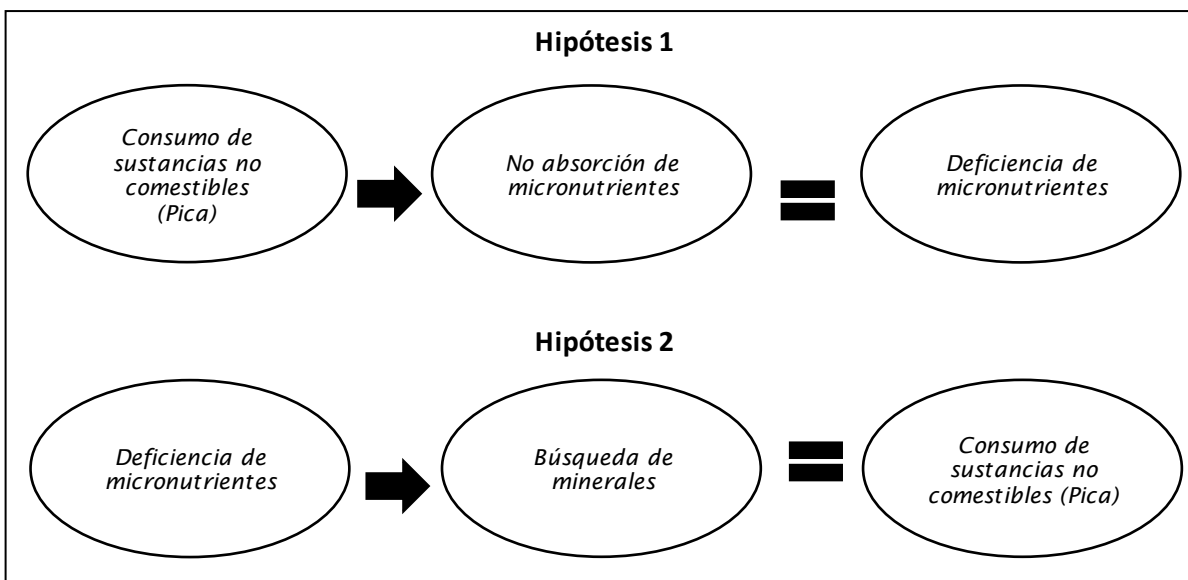 Hipótesis 1
Consumo de
sustancias no
comestibles
(Pica)
No absorción de
micronutrientes
Deficiencia de
micronutrientes
Hipótesis 2
Deficiencia de
micronutrientes
Búsqueda de
minerales
Consumo de
sustancias no
comestibles (Pica)